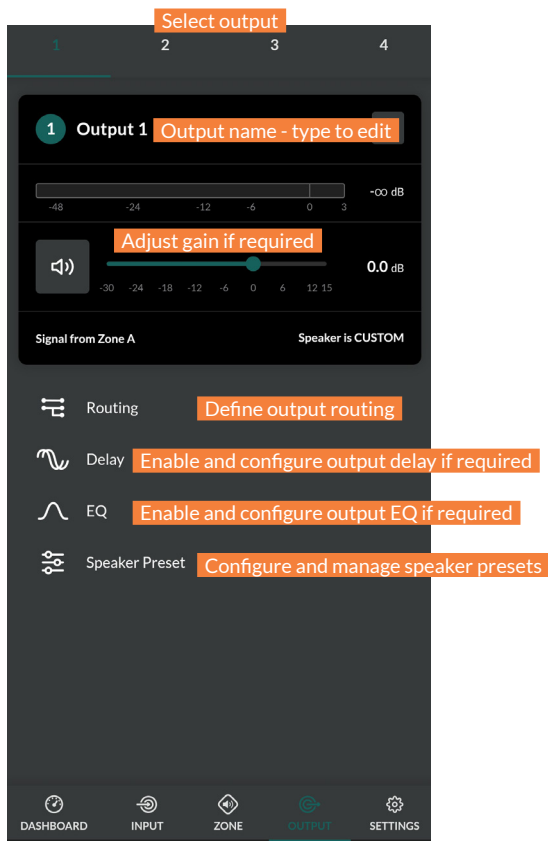 Select output
1 2 3 4
1 Output 1 Output name - type to edit
-48 -24 -12 -6 0 3 -∞ dB
Adjust gain if required
-30 -24 -18 -12 -6 0 6 12 15 0.0 dB
Signal from Zone A Speaker is CUSTOM
Routing Define output routing
Delay Enable and configure output delay if required
EQ Enable and configure output EQ if required
Speaker Preset Configure and manage speaker presets
DASHBOARD INPUT ZONE OUTPUT SETTINGS